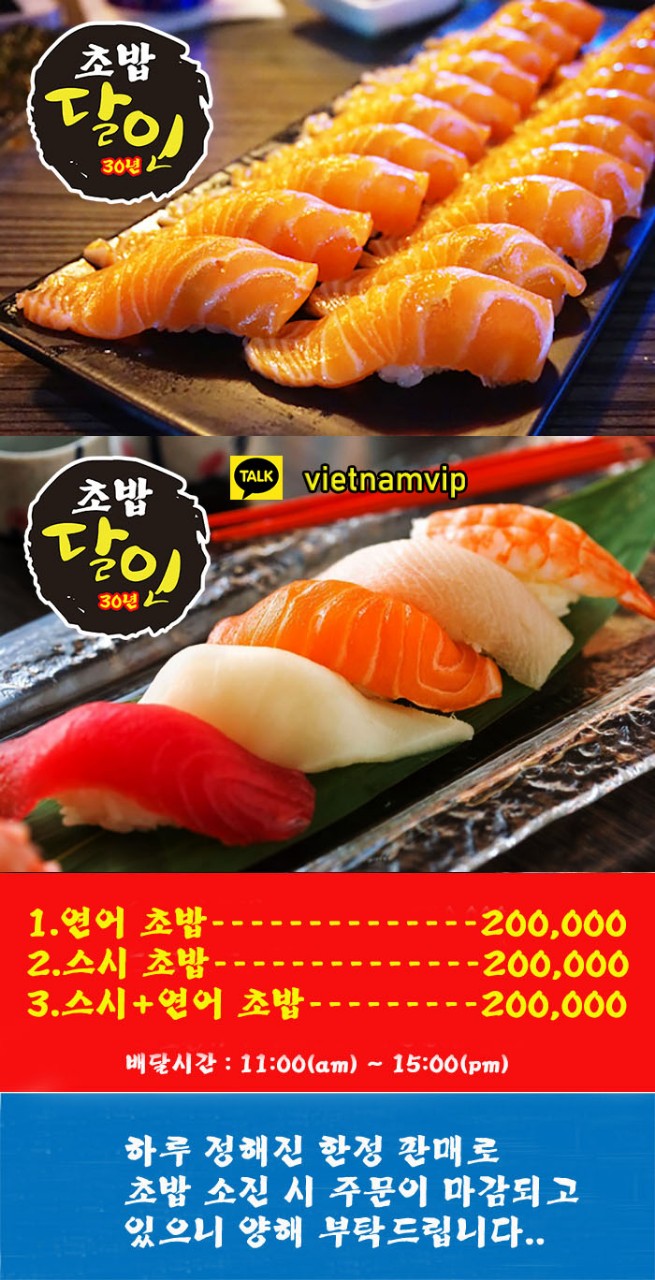 초밥
달인
30년
TALK vietnamvip
초밥
달인
30년
1.연어 초밥---------------200,000
2.스시 초밥---------------200,000
3.스시+연어 초밥---------200,000
배달시간 : 11:00(am) ~ 15:00(pm)
하루 정해진 한정 판매로
초밥 소진 시 주문이 마감되고
있으니 양해 부탁드립니다..